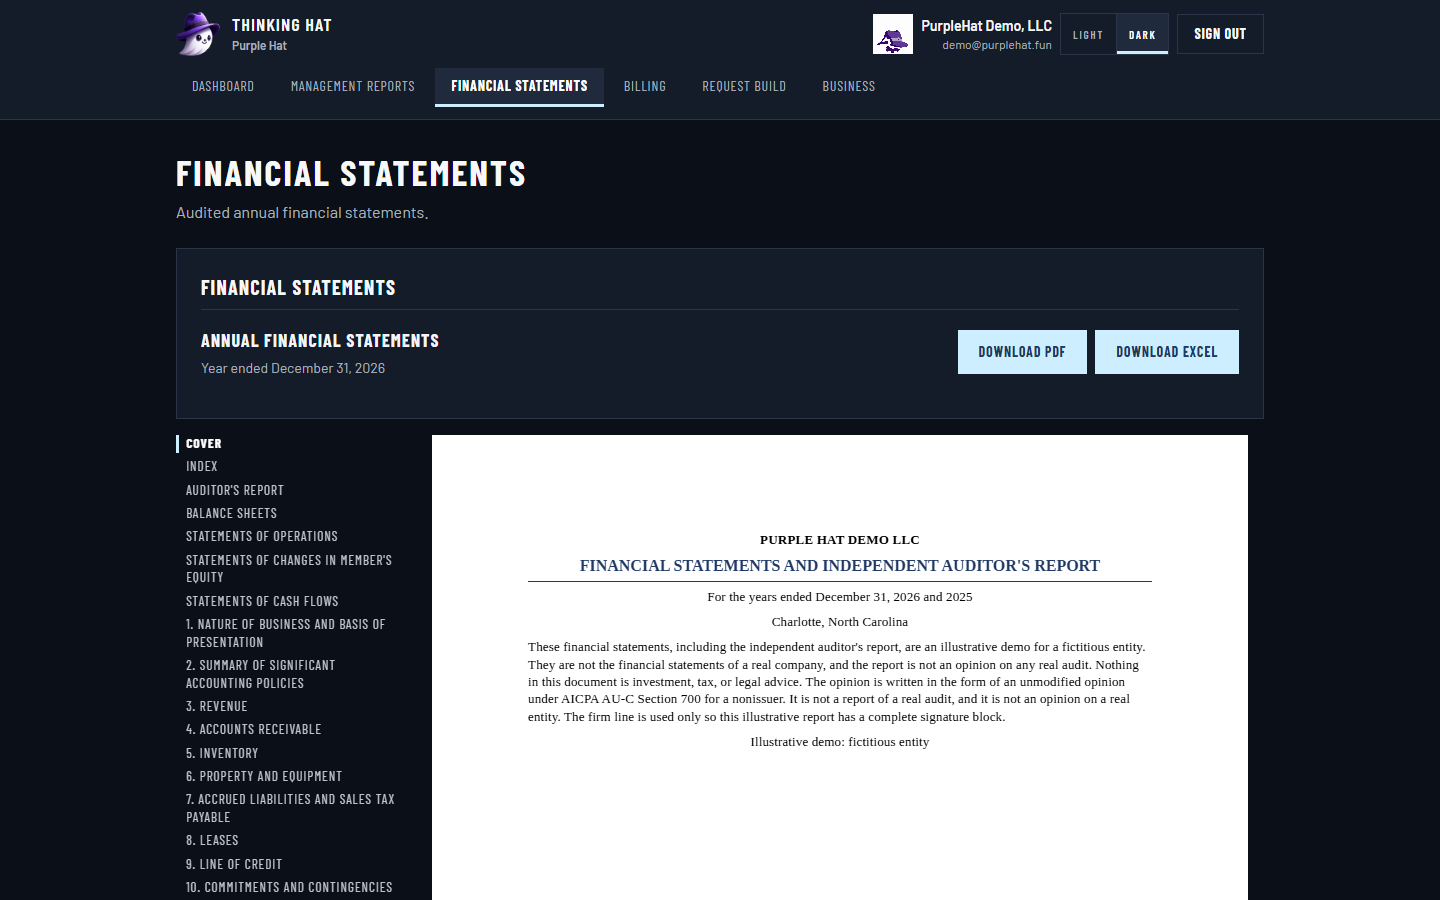 THINKING HAT
Purple Hat
PurpleHat Demo, LLC
demo@purplehat.fun
LIGHT
DARK
SIGN OUT
DASHBOARD
MANAGEMENT REPORTS
FINANCIAL STATEMENTS
BILLING
REQUEST BUILD
BUSINESS
FINANCIAL STATEMENTS
Audited annual financial statements.
FINANCIAL STATEMENTS
ANNUAL FINANCIAL STATEMENTS
Year ended December 31, 2026
DOWNLOAD PDF
DOWNLOAD EXCEL
COVER
INDEX
AUDITOR'S REPORT
BALANCE SHEETS
STATEMENTS OF OPERATIONS
STATEMENTS OF CHANGES IN MEMBER'S
EQUITY
STATEMENTS OF CASH FLOWS
1. NATURE OF BUSINESS AND BASIS OF
PRESENTATION
2. SUMMARY OF SIGNIFICANT
ACCOUNTING POLICIES
3. REVENUE
4. ACCOUNTS RECEIVABLE
5. INVENTORY
6. PROPERTY AND EQUIPMENT
7. ACCRUED LIABILITIES AND SALES TAX
PAYABLE
8. LEASES
9. LINE OF CREDIT
10. COMMITMENTS AND CONTINGENCIES
PURPLE HAT DEMO LLC
FINANCIAL STATEMENTS AND INDEPENDENT AUDITOR'S REPORT
For the years ended December 31, 2026 and 2025
Charlotte, North Carolina
These financial statements, including the independent auditor's report, are an illustrative demo for a fictitious entity.
They are not the financial statements of a real company, and the report is not an opinion on any real audit. Nothing
in this document is investment, tax, or legal advice. The opinion is written in the form of an unmodified opinion
under AICPA AU-C Section 700 for a nonissuer. It is not a report of a real audit, and it is not an opinion on a real
entity. The firm line is used only so this illustrative report has a complete signature block.
Illustrative demo: fictitious entity